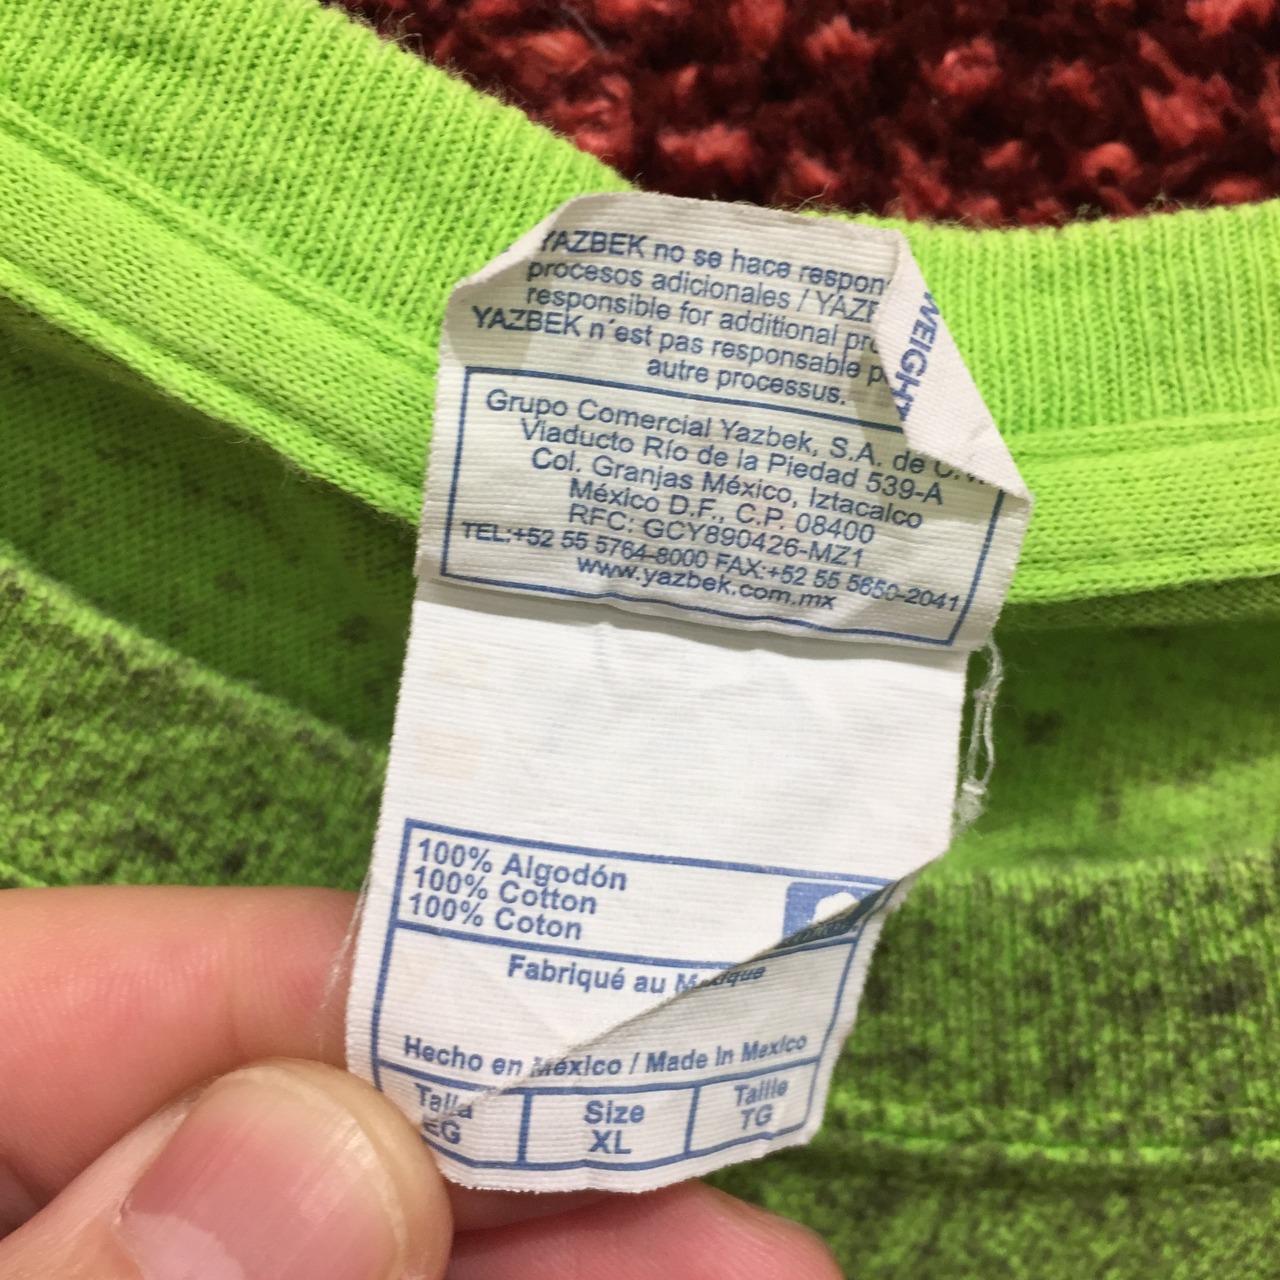 YAZBEK no se hace respon
procesos adicionales / YAZB
responsible for additional pro
YAZBEK n´est pas responsable p
autre processus.
WEIGHT
Grupo Comercial Yazbek, S.A. de C.V.
Viaducto Río de la Piedad 539-A
Col. Granjas México, Iztacalco
México D.F., C.P. 08400
RFC: GCY890426-MZ1
TEL:+52 55 5764-8000 FAX:+52 55 5650-2041
www.yazbek.com.mx
100% Algodón
100% Cotton
100% Coton
Fabriqué au Mexique
Hecho en México / Made In Mexico
Talla Size Taille
EG XL TG